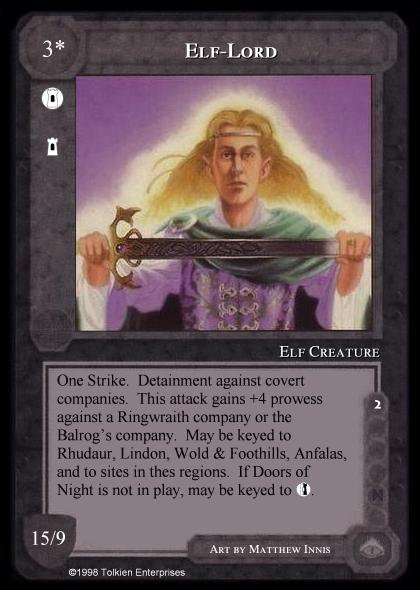 3*
Elf-Lord
Elf Creature
One Strike. Detainment against covert
companies. This attack gains +4 prowess
against a Ringwraith company or the
Balrog's company. May be keyed to
Rhudaur, Lindon, Wold & Foothills, Anfalas,
and to sites in thes regions. If Doors of
Night is not in play, may be keyed to .
2
15/9
Art by Matthew Innis
©1998 Tolkien Enterprises